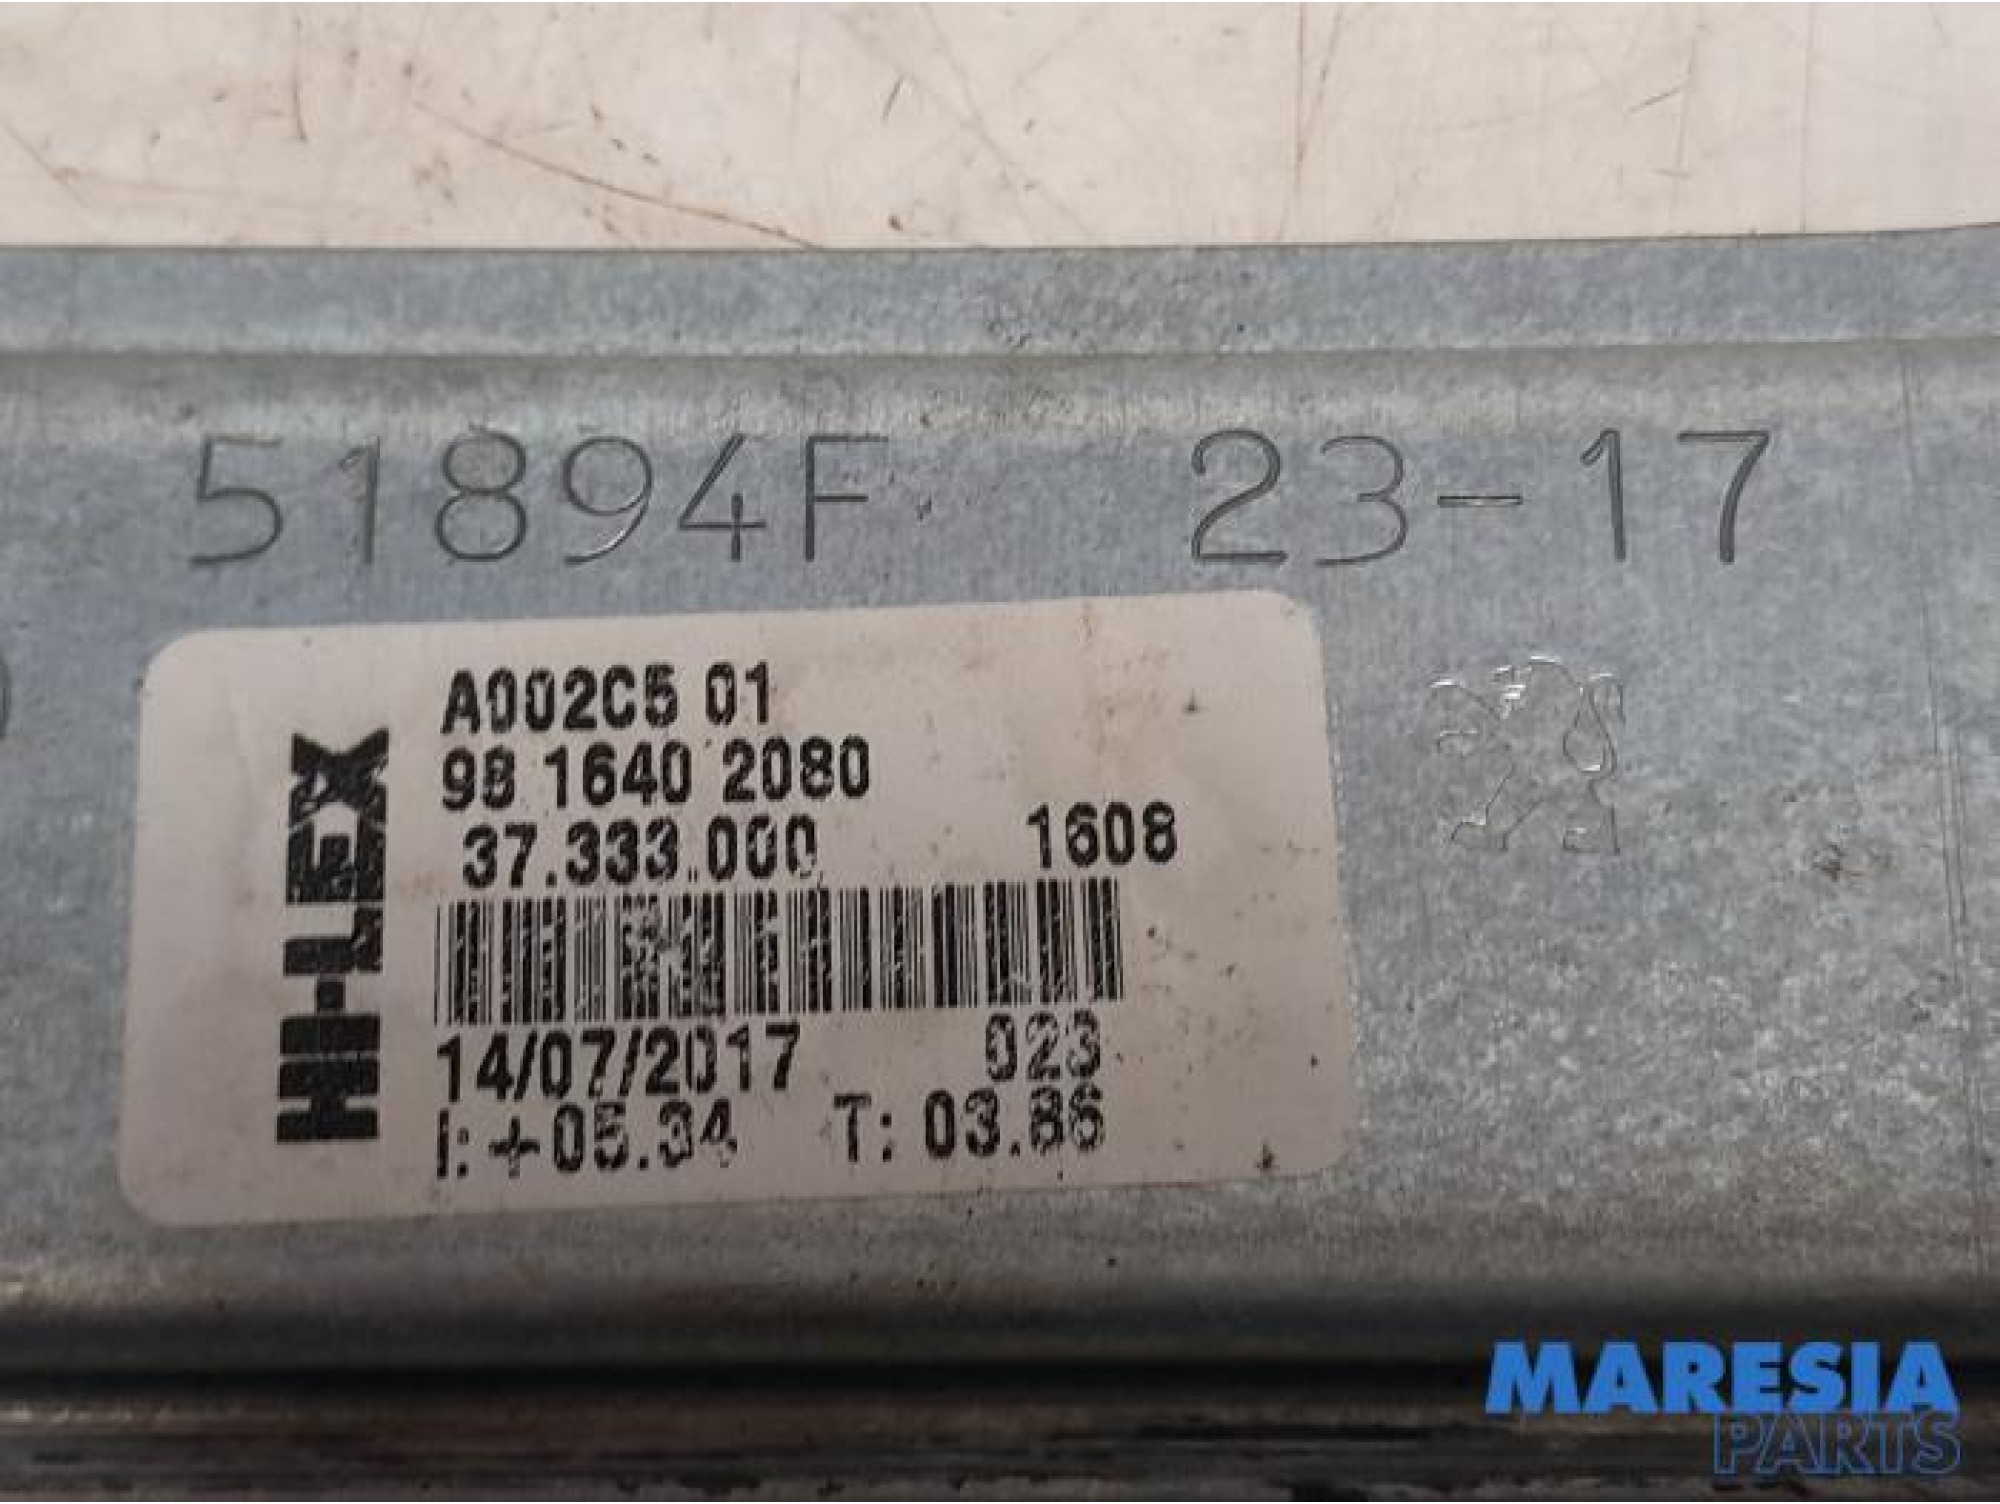 51894F 23-17
HI-LEX
A002C5 01
98 1640 2080
37.333.000 1608
14/07/2017 023
I: +05.34 T: 03.86
MARESIA
PARTS